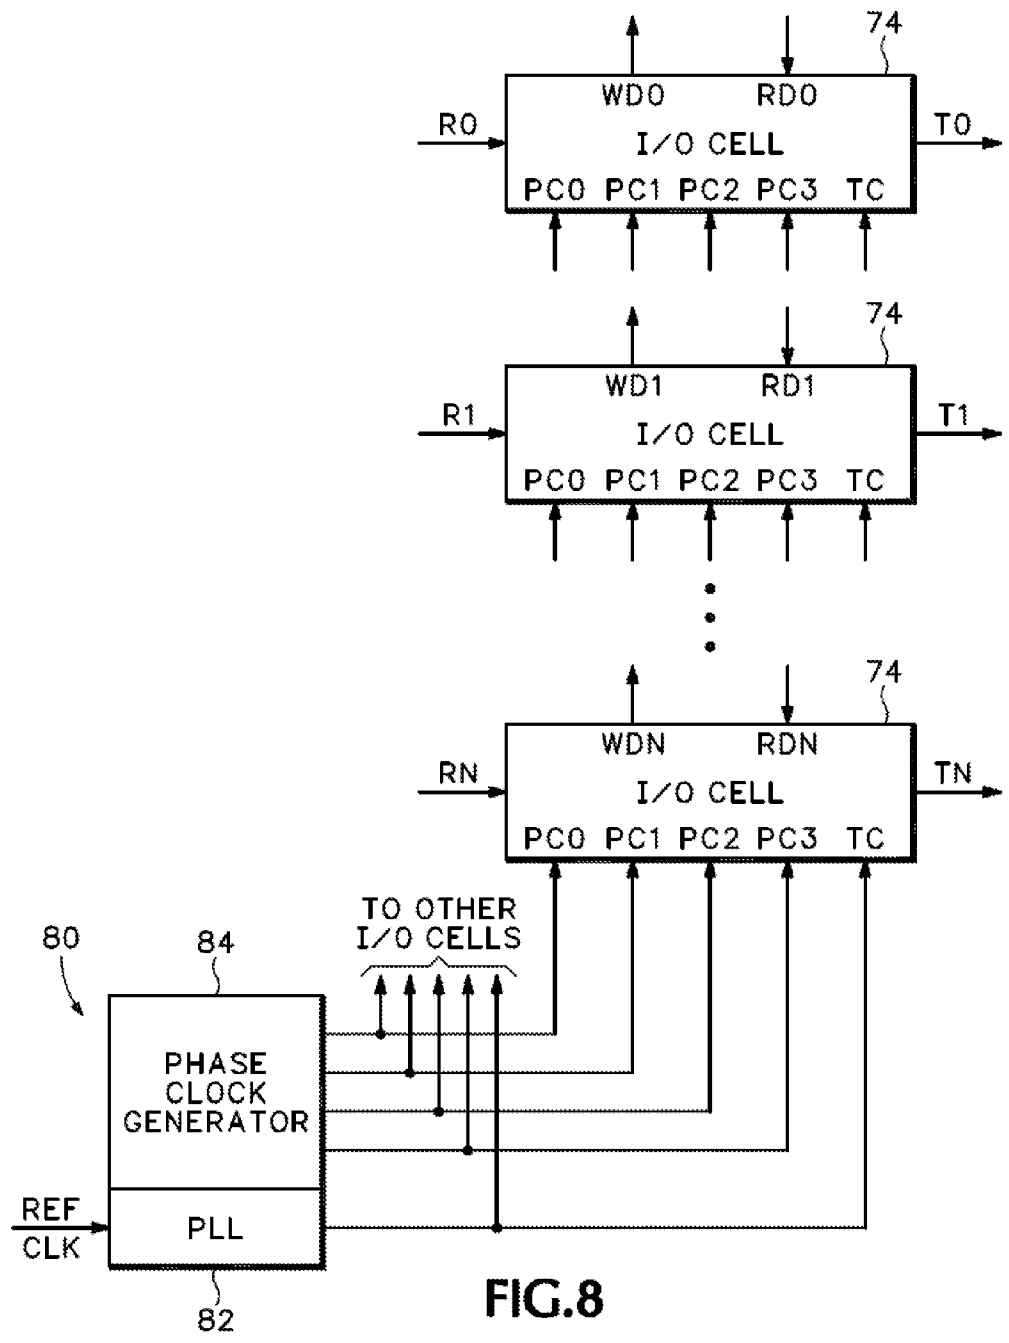 74
WD0 RD0
R0 I/O CELL T0
PC0 PC1 PC2 PC3 TC
74
WD1 RD1
R1 I/O CELL T1
PC0 PC1 PC2 PC3 TC
74
WDN RDN
RN I/O CELL TN
PC0 PC1 PC2 PC3 TC
TO OTHER
I/O CELLS
80
84
PHASE
CLOCK
GENERATOR
REF
CLK
PLL
82
FIG.8